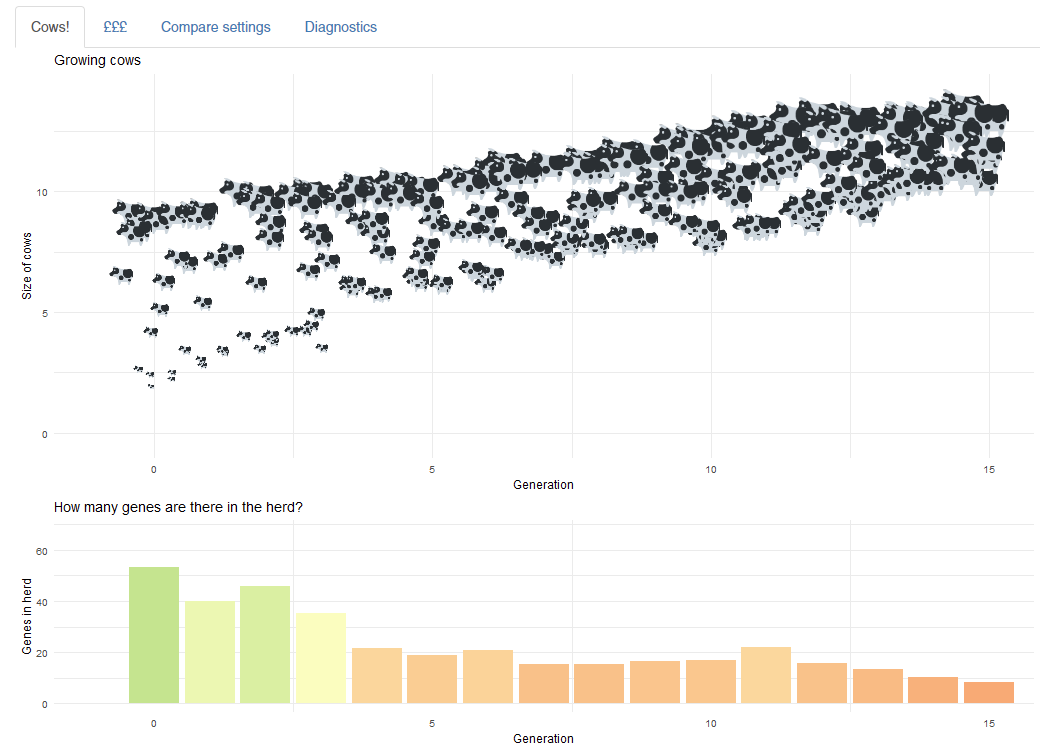 Cows! £££ Compare settings Diagnostics
Growing cows
Size of cows
10
5
0
0 5 10 15
Generation
How many genes are there in the herd?
Genes in herd
60
40
20
0
0 5 10 15
Generation